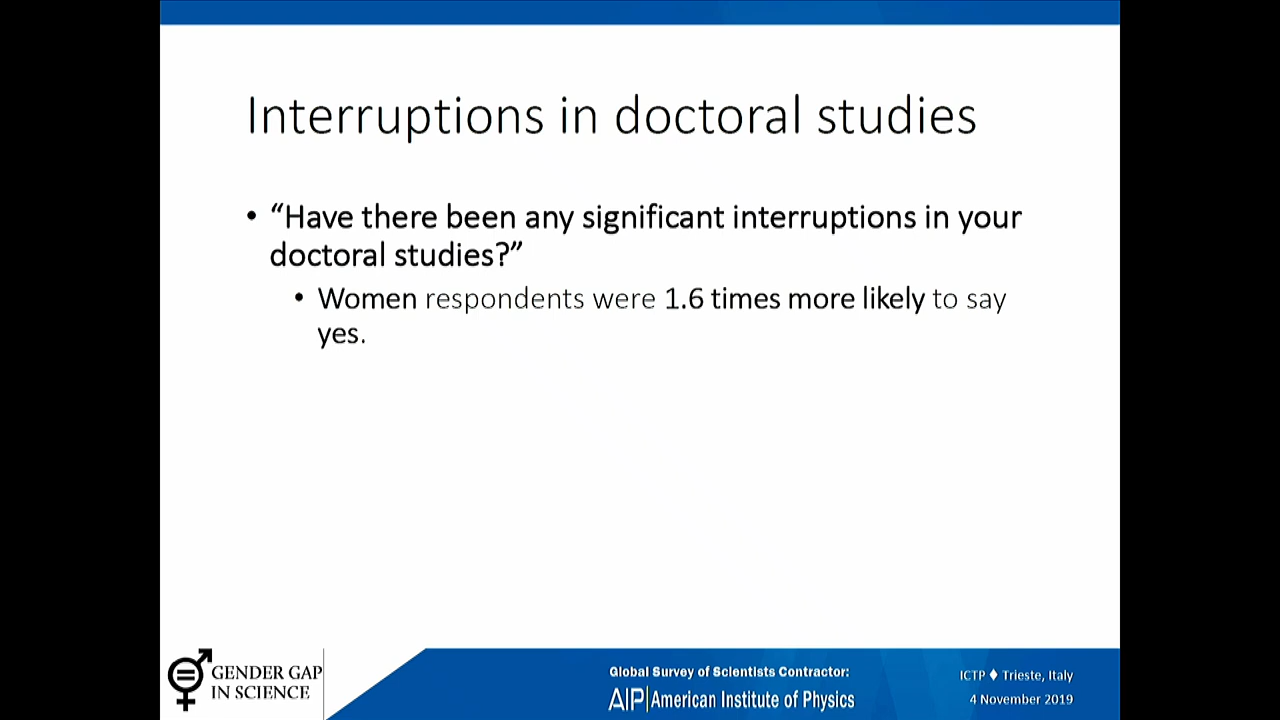 Interruptions in doctoral studies
• “Have there been any significant interruptions in your
doctoral studies?”
• Women respondents were 1.6 times more likely to say
yes.
GENDER GAP
IN SCIENCE
Global Survey of Scientists Contractor:
AIP American Institute of Physics
ICTP ♦ Trieste, Italy
4 November 2019